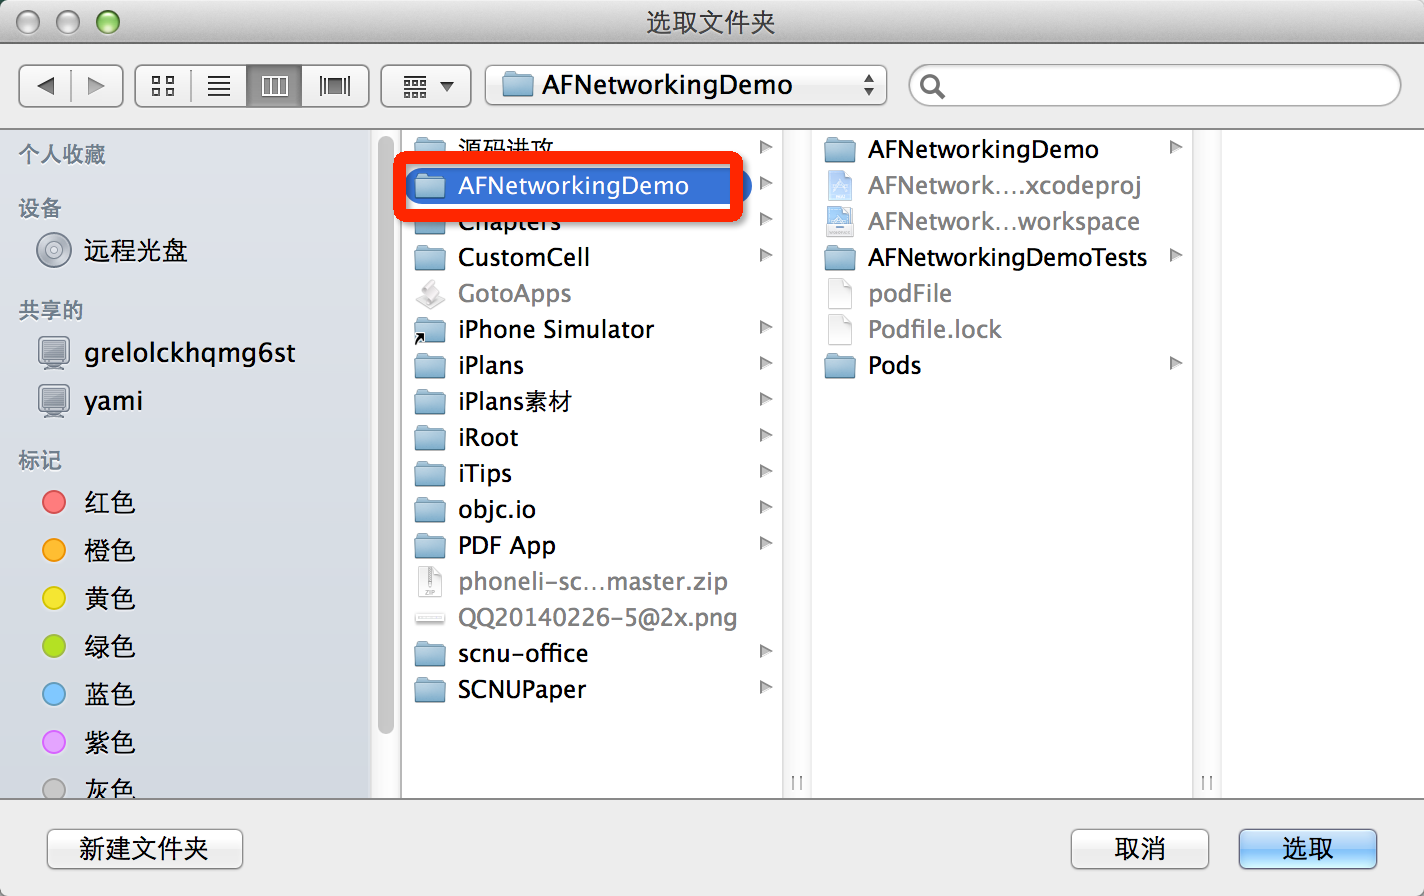 选取文件夹
AFNetworkingDemo
个人收藏
设备
远程光盘
共享的
grelolckhqmg6st
yami
标记
红色
橙色
黄色
绿色
蓝色
紫色
灰色
源码进攻
AFNetworkingDemo
Chapters
CustomCell
GotoApps
iPhone Simulator
iPlans
iPlans素材
iRoot
iTips
objc.io
PDF App
phoneli-sc...master.zip
QQ20140226-5@2x.png
scnu-office
SCNUPaper
AFNetworkingDemo
AFNetwork....xcodeproj
AFNetwork...workspace
AFNetworkingDemoTests
podFile
Podfile.lock
Pods
新建文件夹
取消
选取